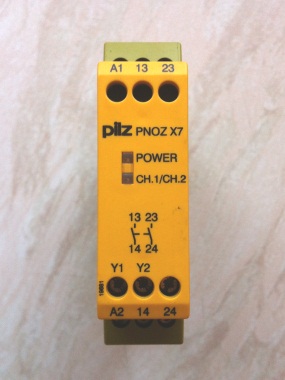 A1 13 23
pilz PNOZ X7
POWER
CH.1/CH.2
13 23
14 24
Y1 Y2
A2 14 24